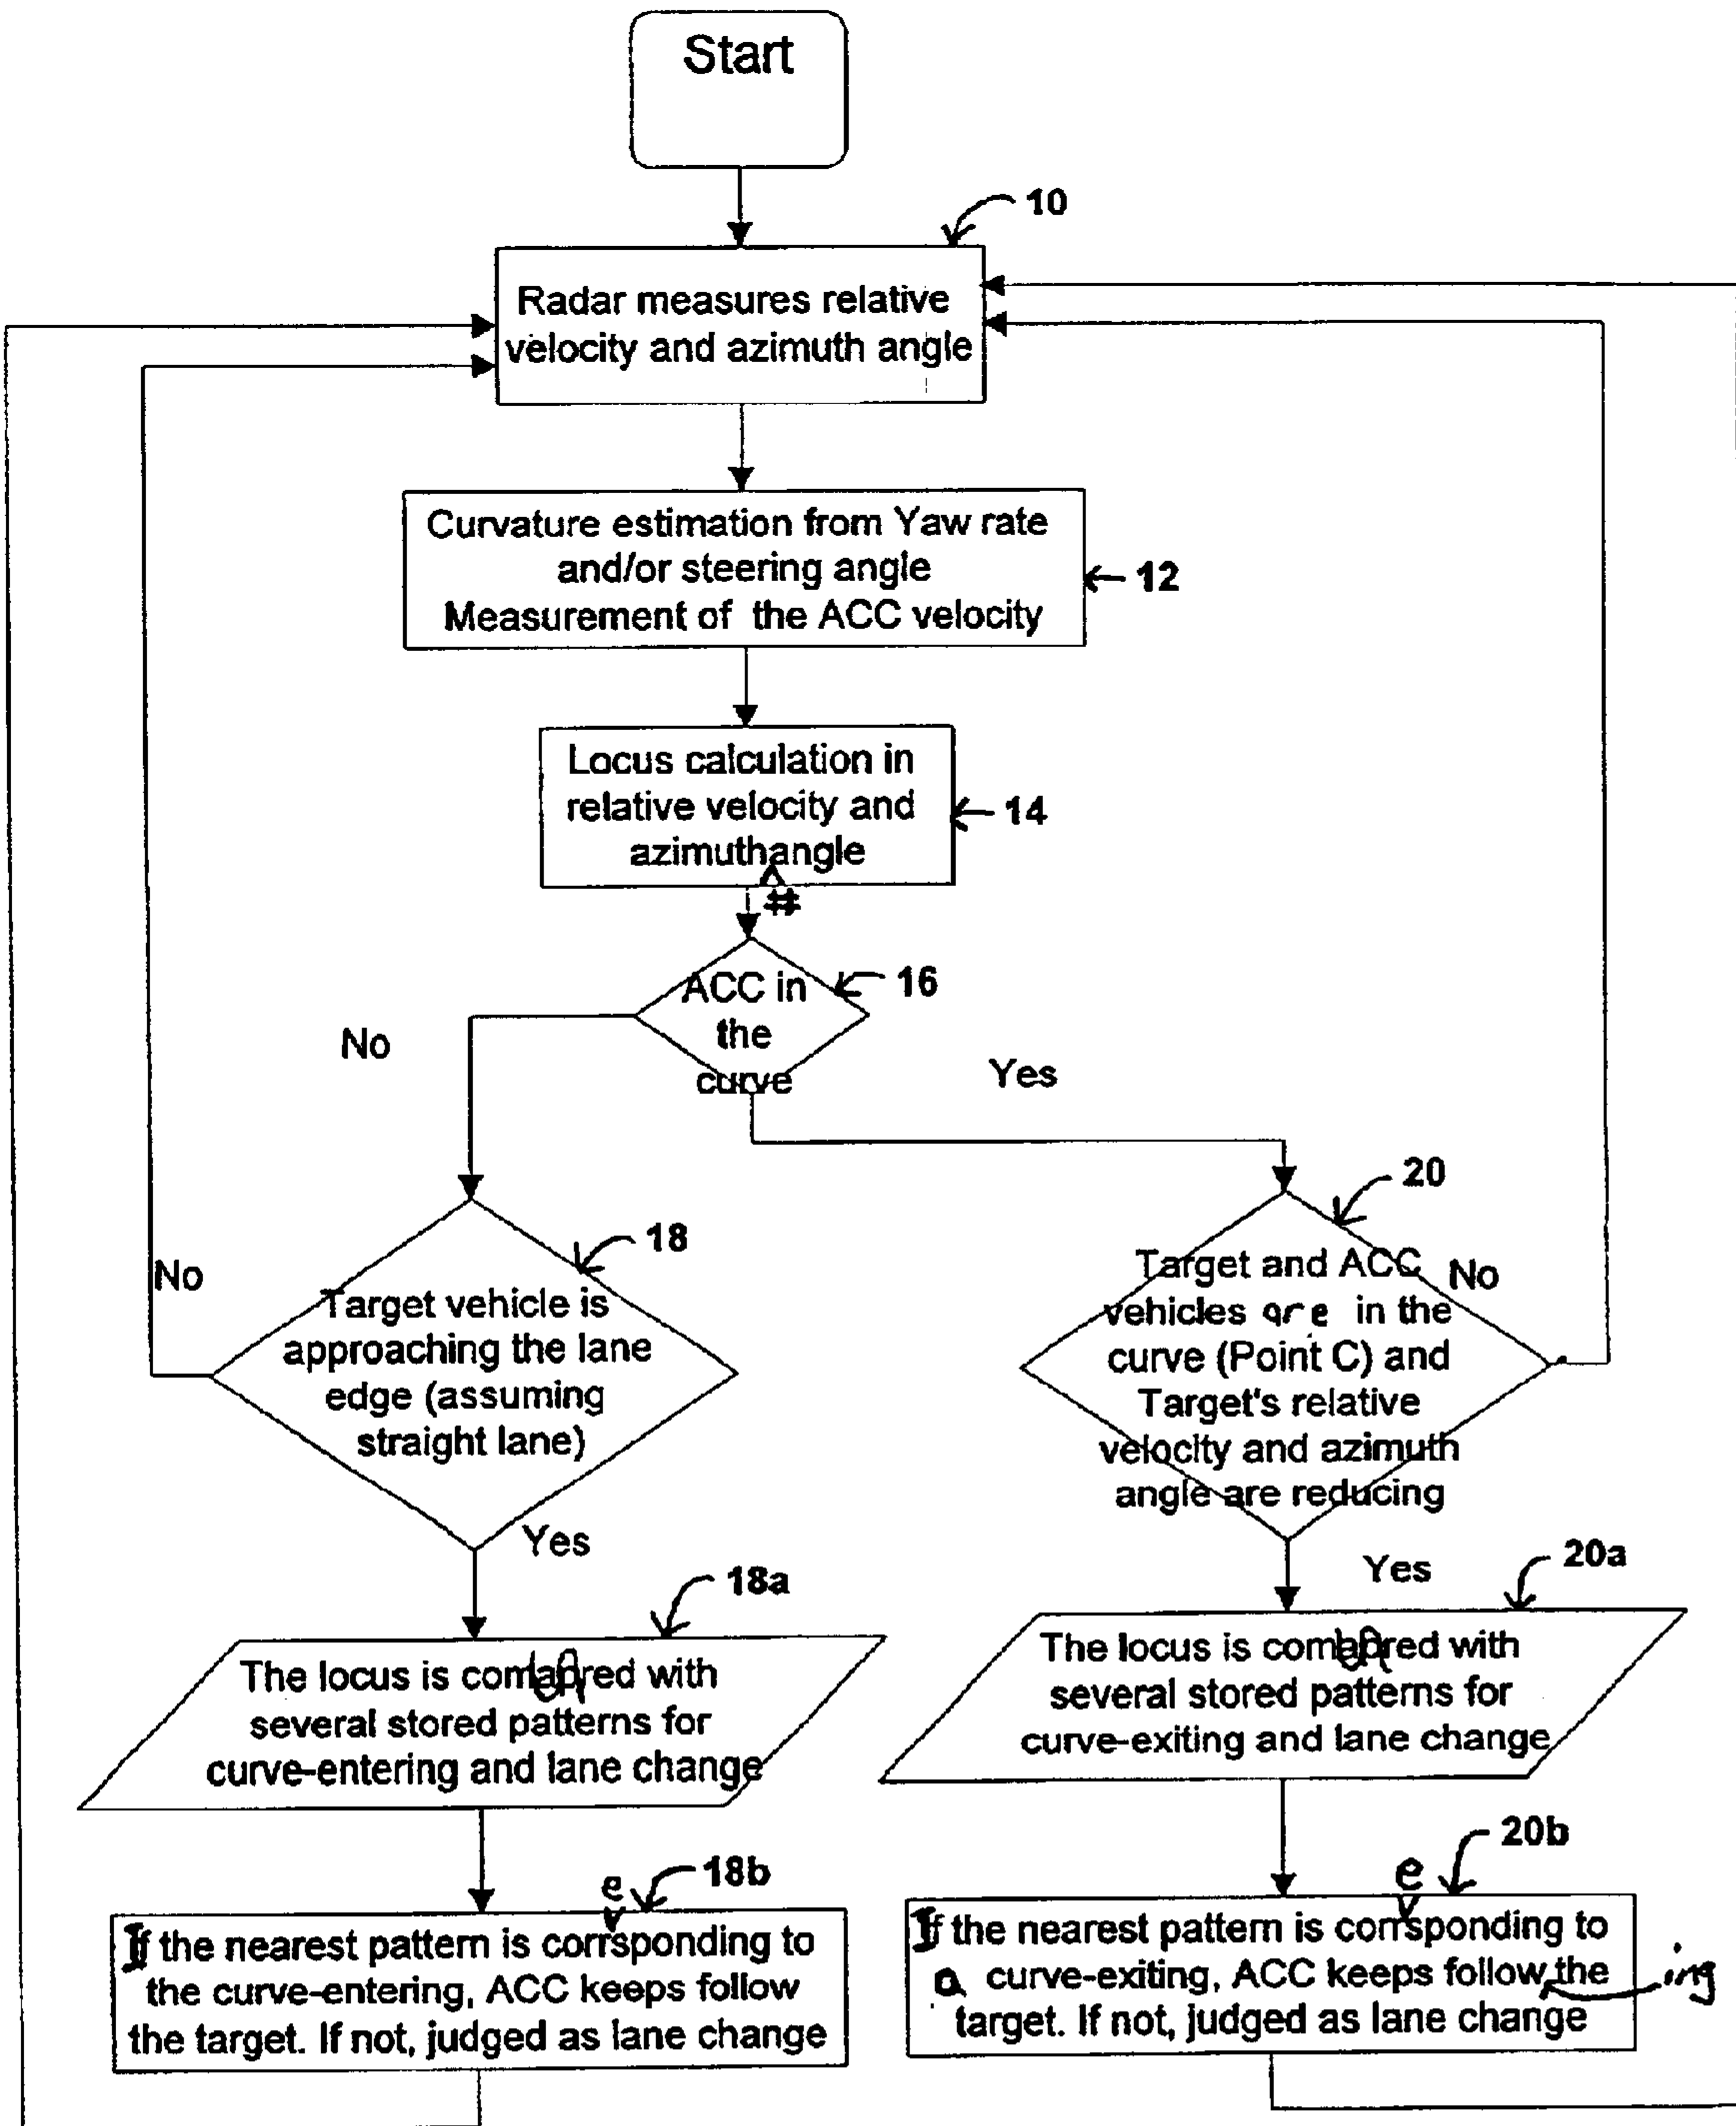 Start
10
Radar measures relative
velocity and azimuth angle
Curvature estimation from Yaw rate
and/or steering angle
Measurement of the ACC velocity
12
Locus calculation in
relative velocity and
azimuthangle
14
#
ACC in
the
curve
16
No
Yes
18
No
Target vehicle is
approaching the lane
edge (assuming
straight lane)
Yes
20
Target and ACC
vehicles are in the
curve (Point C) and
Target's relative
velocity and azimuth
angle are reducing
No
Yes
18a
The locus is comapred with
several stored patterns for
curve-entering and lane change
20a
The locus is comapred with
several stored patterns for
curve-exiting and lane change
18b
e
If the nearest pattern is corrsponding to
the curve-entering, ACC keeps follow
the target. If not, judged as lane change
20b
e
If the nearest pattern is corrsponding to
a curve-exiting, ACC keeps follow the
ing
target. If not, judged as lane change